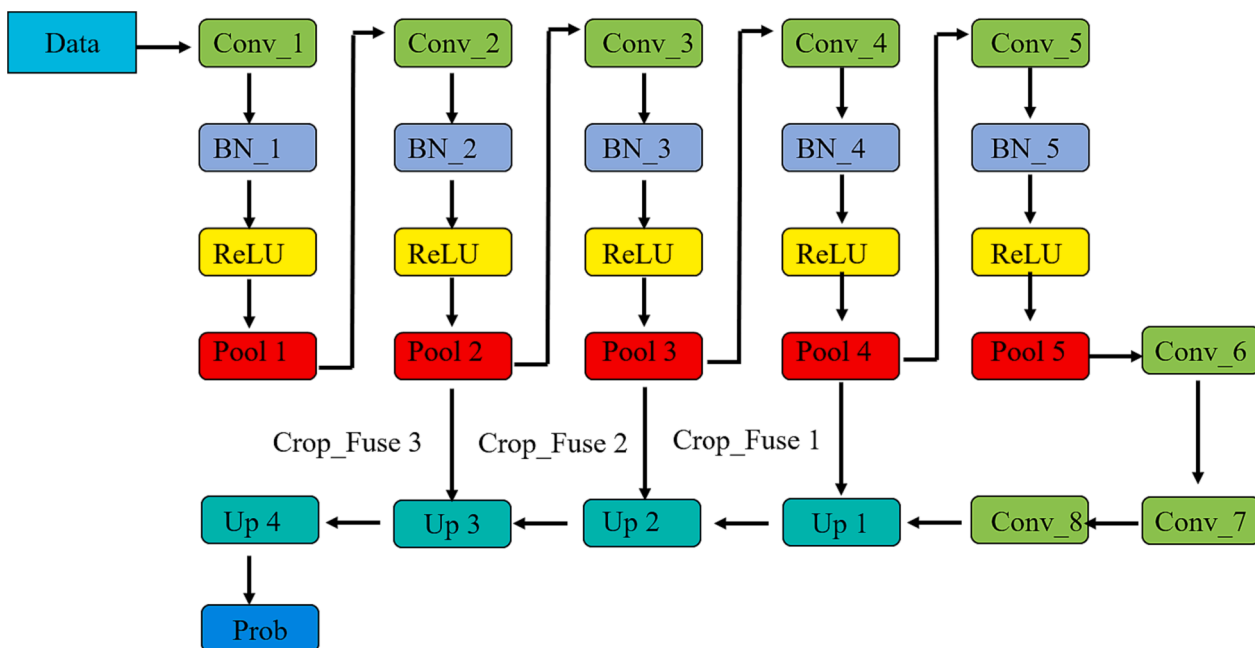 Data
Conv_1
Conv_2
Conv_3
Conv_4
Conv_5
BN_1
BN_2
BN_3
BN_4
BN_5
ReLU
ReLU
ReLU
ReLU
ReLU
Pool 1
Pool 2
Pool 3
Pool 4
Pool 5
Conv_6
Crop_Fuse 3
Crop_Fuse 2
Crop_Fuse 1
Up 4
Up 3
Up 2
Up 1
Conv_8
Conv_7
Prob